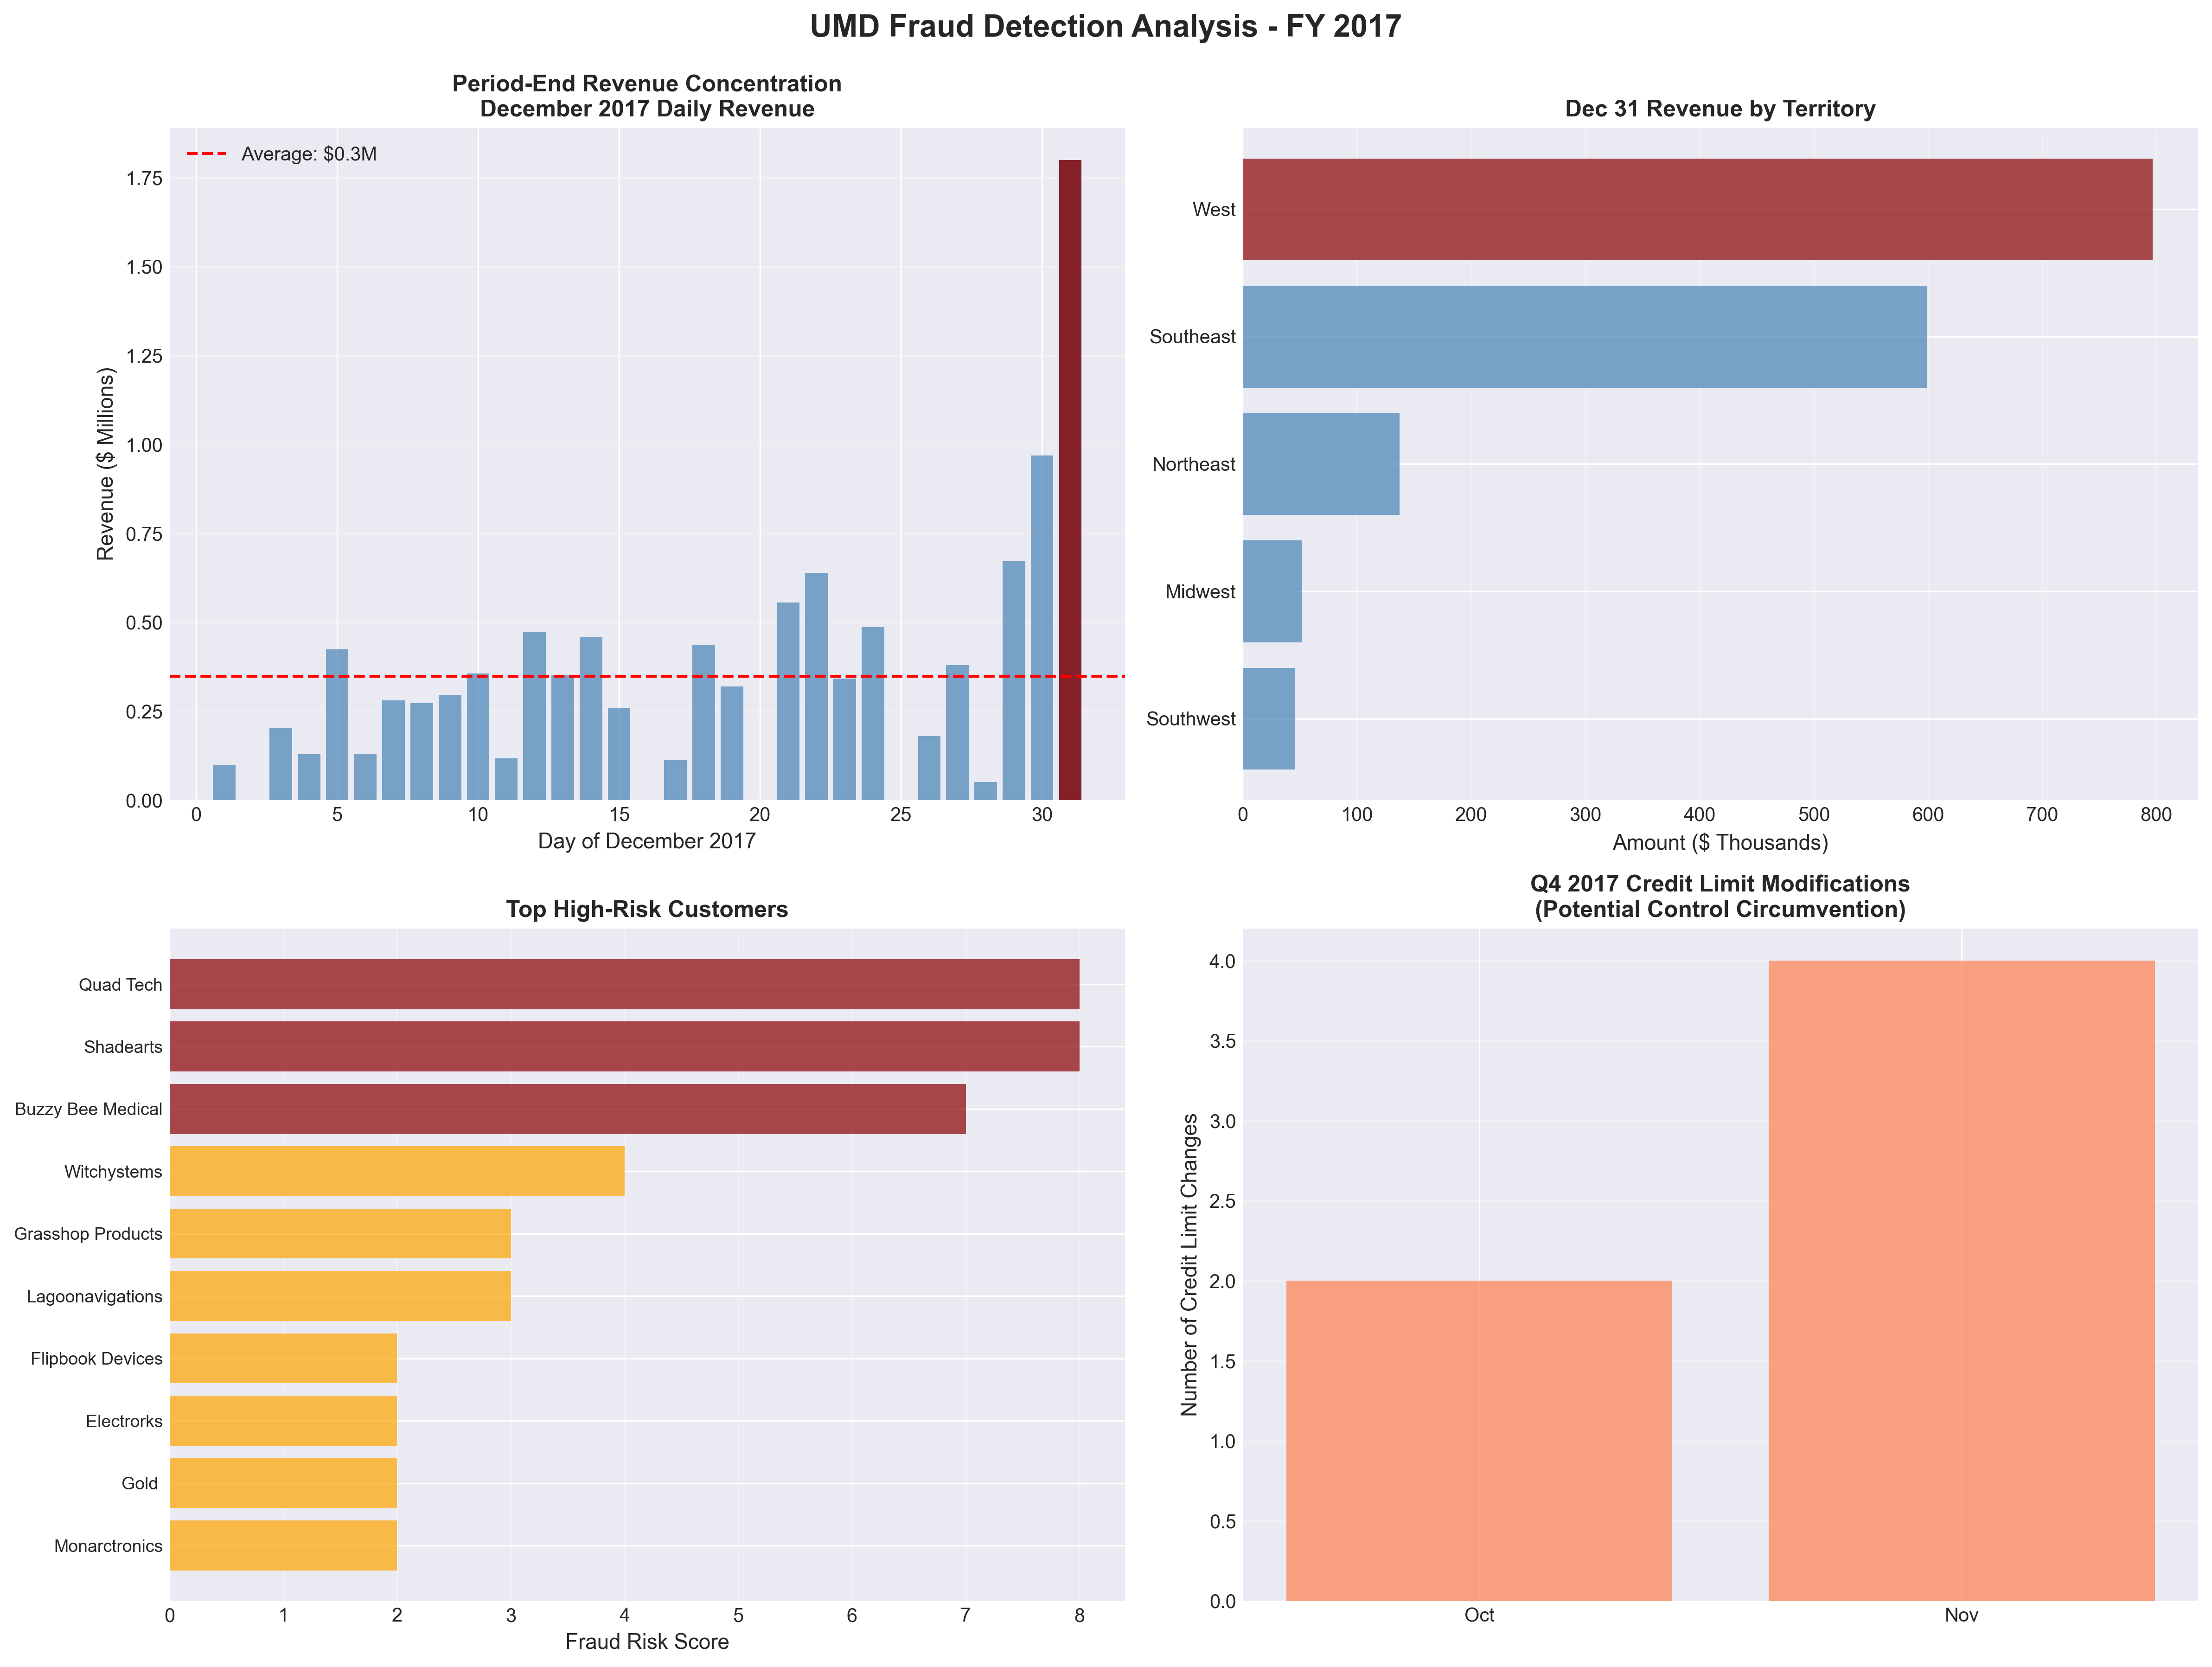 UMD Fraud Detection Analysis - FY 2017
Period-End Revenue Concentration
December 2017 Daily Revenue
Average: $0.3M
Revenue ($ Millions)
1.75
1.50
1.25
1.00
0.75
0.50
0.25
0.00
0 5 10 15 20 25 30
Day of December 2017
Dec 31 Revenue by Territory
West
Southeast
Northeast
Midwest
Southwest
0 100 200 300 400 500 600 700 800
Amount ($ Thousands)
Top High-Risk Customers
Quad Tech
Shadearts
Buzzy Bee Medical
Witchystems
Grasshop Products
Lagoonavigations
Flipbook Devices
Electrorks
Gold
Monarctronics
0 1 2 3 4 5 6 7 8
Fraud Risk Score
Q4 2017 Credit Limit Modifications
(Potential Control Circumvention)
Number of Credit Limit Changes
4.0
3.5
3.0
2.5
2.0
1.5
1.0
0.5
0.0
Oct Nov